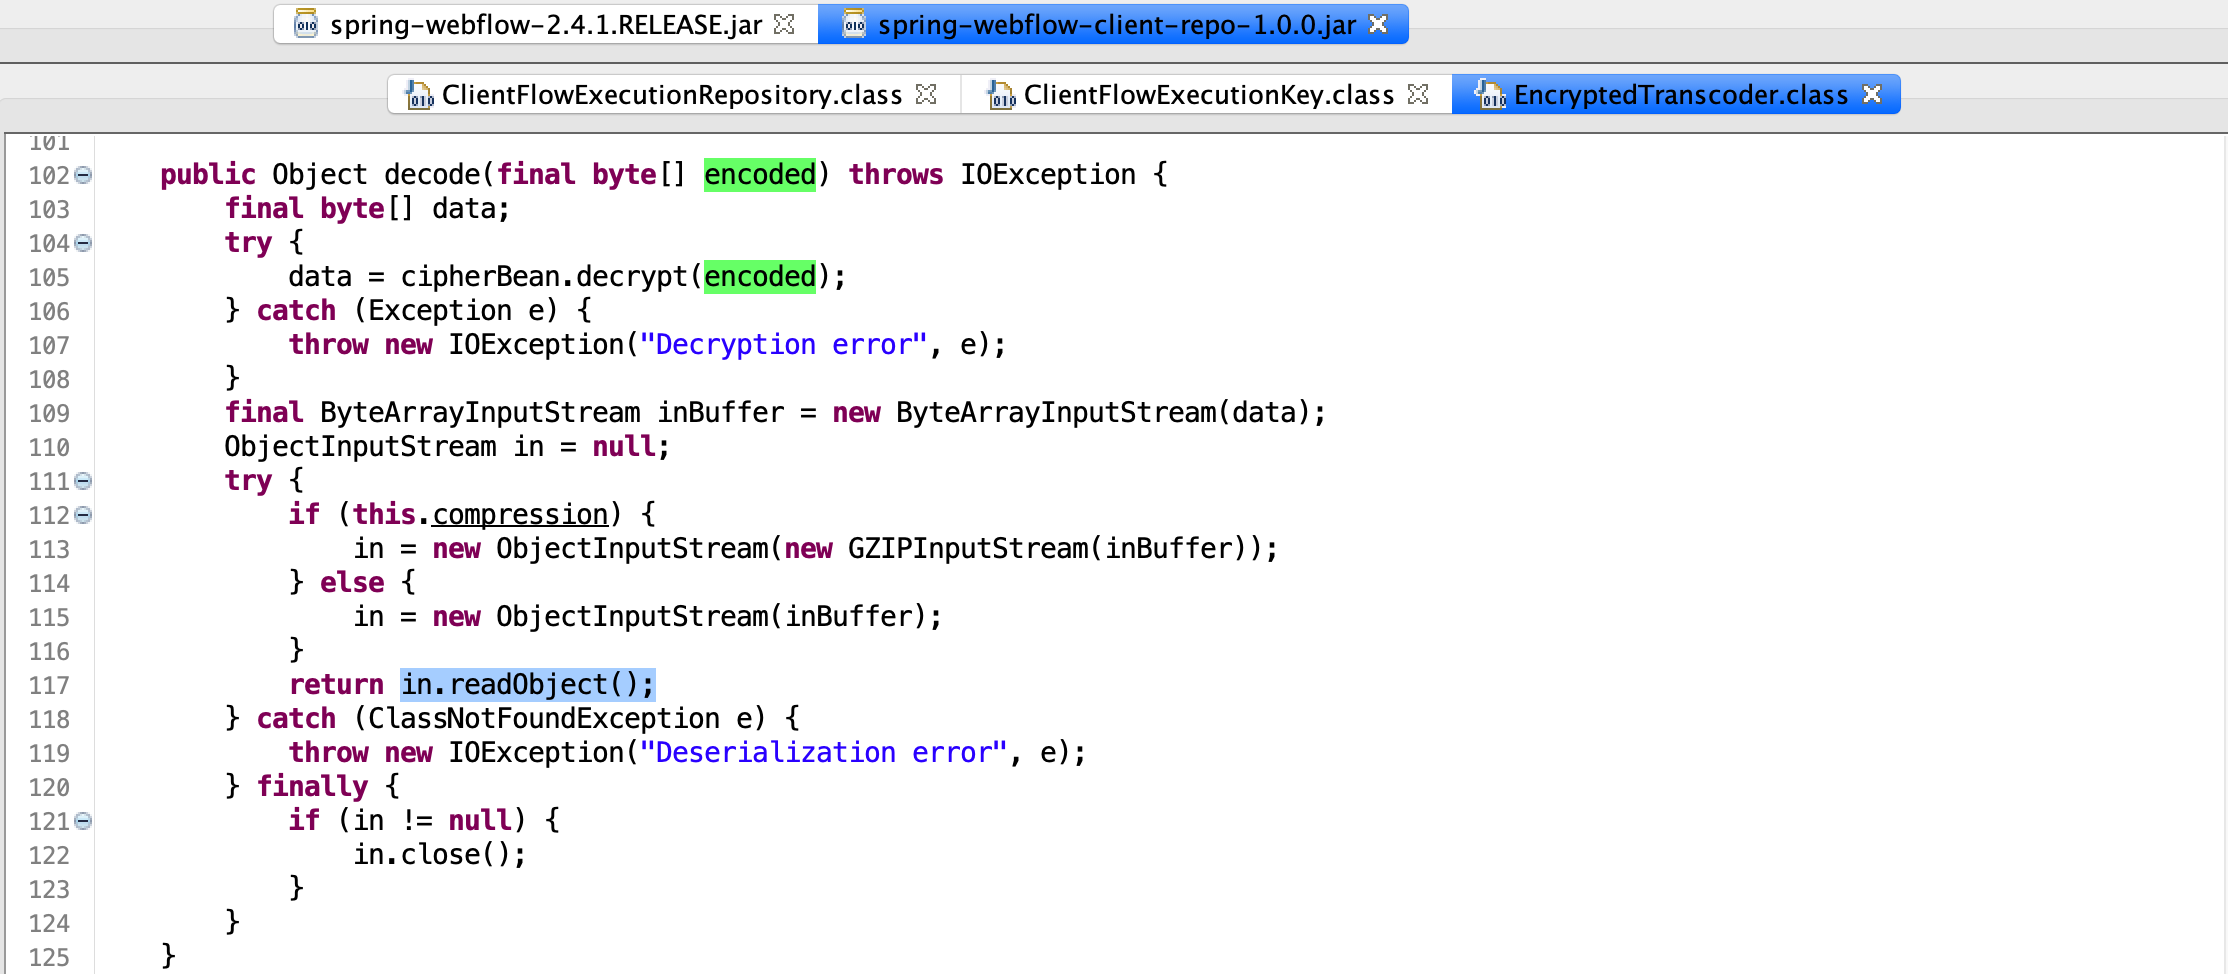 spring-webflow-2.4.1.RELEASE.jar spring-webflow-client-repo-1.0.0.jar
ClientFlowExecutionRepository.class ClientFlowExecutionKey.class EncryptedTranscoder.class
101
102 public Object decode(final byte[] encoded) throws IOException {
103 final byte[] data;
104 try {
105 data = cipherBean.decrypt(encoded);
106 } catch (Exception e) {
107 throw new IOException("Decryption error", e);
108 }
109 final ByteArrayInputStream inBuffer = new ByteArrayInputStream(data);
110 ObjectInputStream in = null;
111 try {
112 if (this.compression) {
113 in = new ObjectInputStream(new GZIPInputStream(inBuffer));
114 } else {
115 in = new ObjectInputStream(inBuffer);
116 }
117 return in.readObject();
118 } catch (ClassNotFoundException e) {
119 throw new IOException("Deserialization error", e);
120 } finally {
121 if (in != null) {
122 in.close();
123 }
124 }
125 }